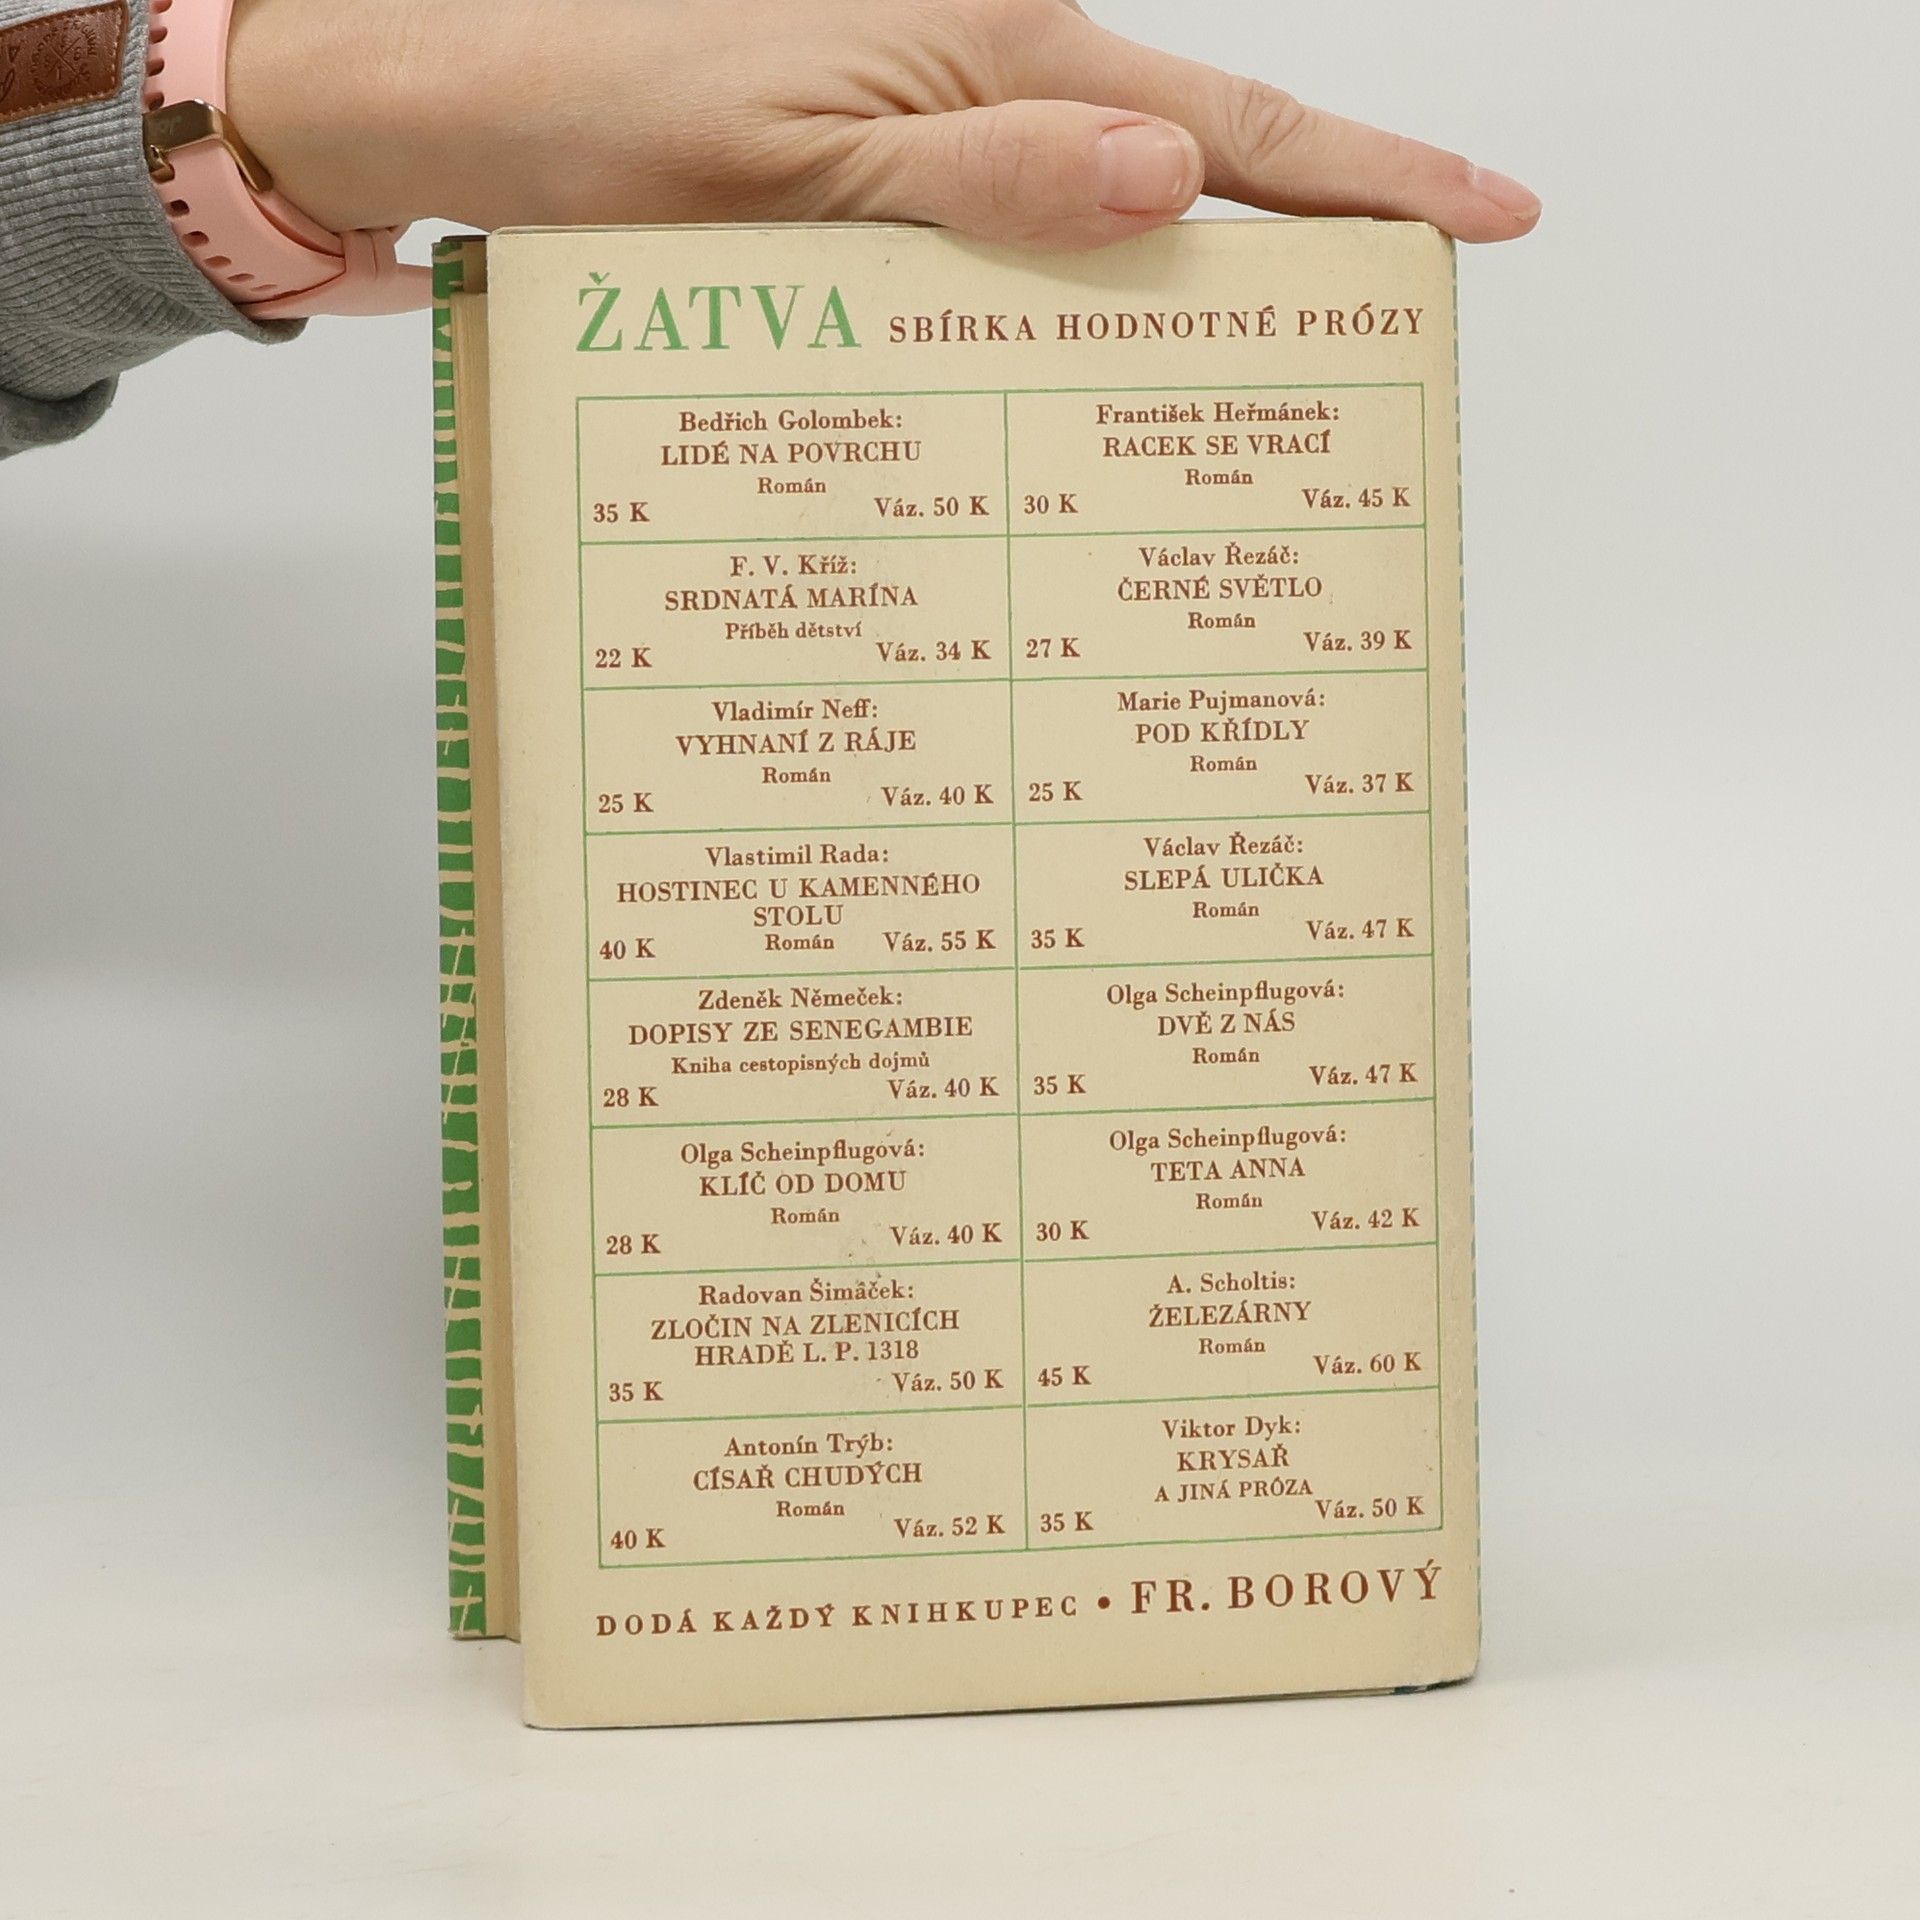 ŽATVA SBÍRKA HODNOTNÉ PRÓZY
Bedřich Golombek:
LIDÉ NA POVRCHU
Román
35 K Váz. 50 K
František Heřmánek:
RACEK SE VRACÍ
Román
30 K Váz. 45 K
F. V. Kříž:
SRDNATÁ MARÍNA
Příběh dětství
22 K Váz. 34 K
Václav Řezáč:
ČERNÉ SVĚTLO
Román
27 K Váz. 39 K
Vladimír Neff:
VYHNANÍ Z RÁJE
Román
25 K Váz. 40 K
Marie Pujmanová:
POD KŘÍDLY
Román
25 K Váz. 37 K
Vlastimil Rada:
HOSTINEC U KAMENNÉHO
STOLU
40 K Román Váz. 55 K
Václav Řezáč:
SLEPÁ ULIČKA
Román
35 K Váz. 47 K
Zdeněk Němeček:
DOPISY ZE SENEGAMBIE
Kniha cestopisných dojmů
28 K Váz. 40 K
Olga Scheinpflugová:
DVĚ Z NÁS
Román
35 K Váz. 47 K
Olga Scheinpflugová:
KLÍČ OD DOMU
Román
28 K Váz. 40 K
Olga Scheinpflugová:
TETA ANNA
Román
30 K Váz. 42 K
Radovan Šimáček:
ZLOČIN NA ZLENICÍCH
HRADĚ L. P. 1318
35 K Váz. 50 K
A. Scholtis:
ŽELEZÁRNY
Román
45 K Váz. 60 K
Antonín Trýb:
CÍSAŘ CHUDÝCH
Román
40 K Váz. 52 K
Viktor Dyk:
KRYSAŘ
A JINÁ PRÓZA
35 K Váz. 50 K
DODÁ KAŽDÝ KNIHKUPEC • FR. BOROVÝ